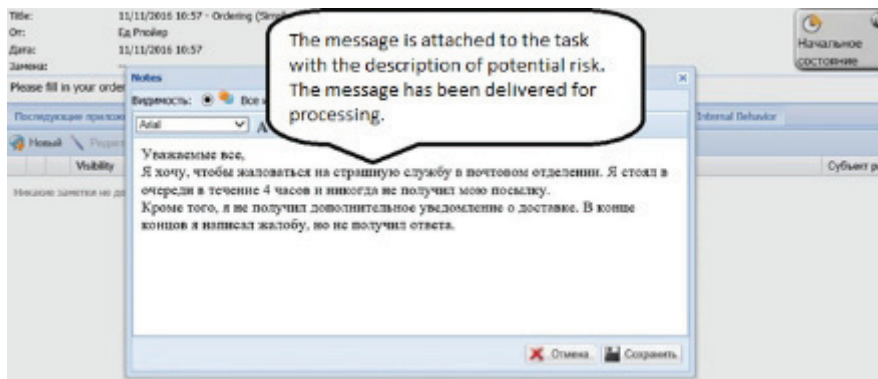 Title: 11/11/2016 10:57 - Ordering
От: Ед
Дата: 11/11/2016 10:57
Замена:
Please fill in your order
The message is attached to the task
with the description of potential risk.
The message has been delivered for
processing.
Начальное
состояние
Notes
Видимость: Все
Arial
Internal Behavior
Новый
Visibility
Субъект
Уважаемые все,
Я хочу, чтобы жаловаться на страшную службу в почтовом отделении. Я стоял в
очереди в течение 4 часов и никогда не получил мою посылку.
Кроме того, я не получил дополнительное уведомление о доставке. В конце
концов я написал жалобу, но не получил ответа.
Никакие заметки не
Отмена Сохранить